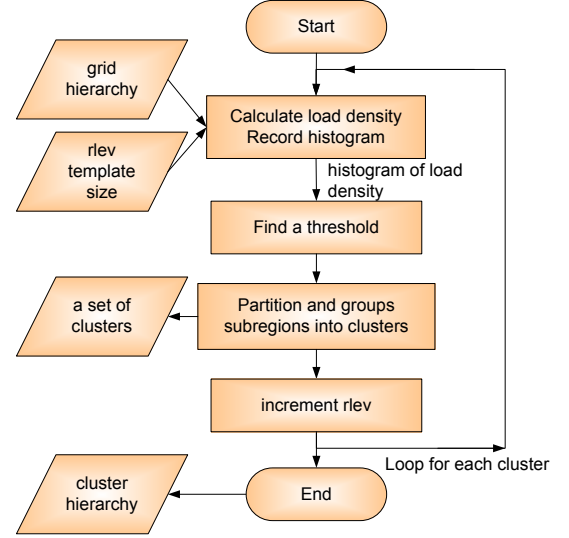 Start
grid
hierarchy
Calculate load density
Record histogram
rlev
template
size
histogram of load
density
Find a threshold
Partition and groups
subregions into clusters
a set of
clusters
increment rlev
Loop for each cluster
cluster
hierarchy
End